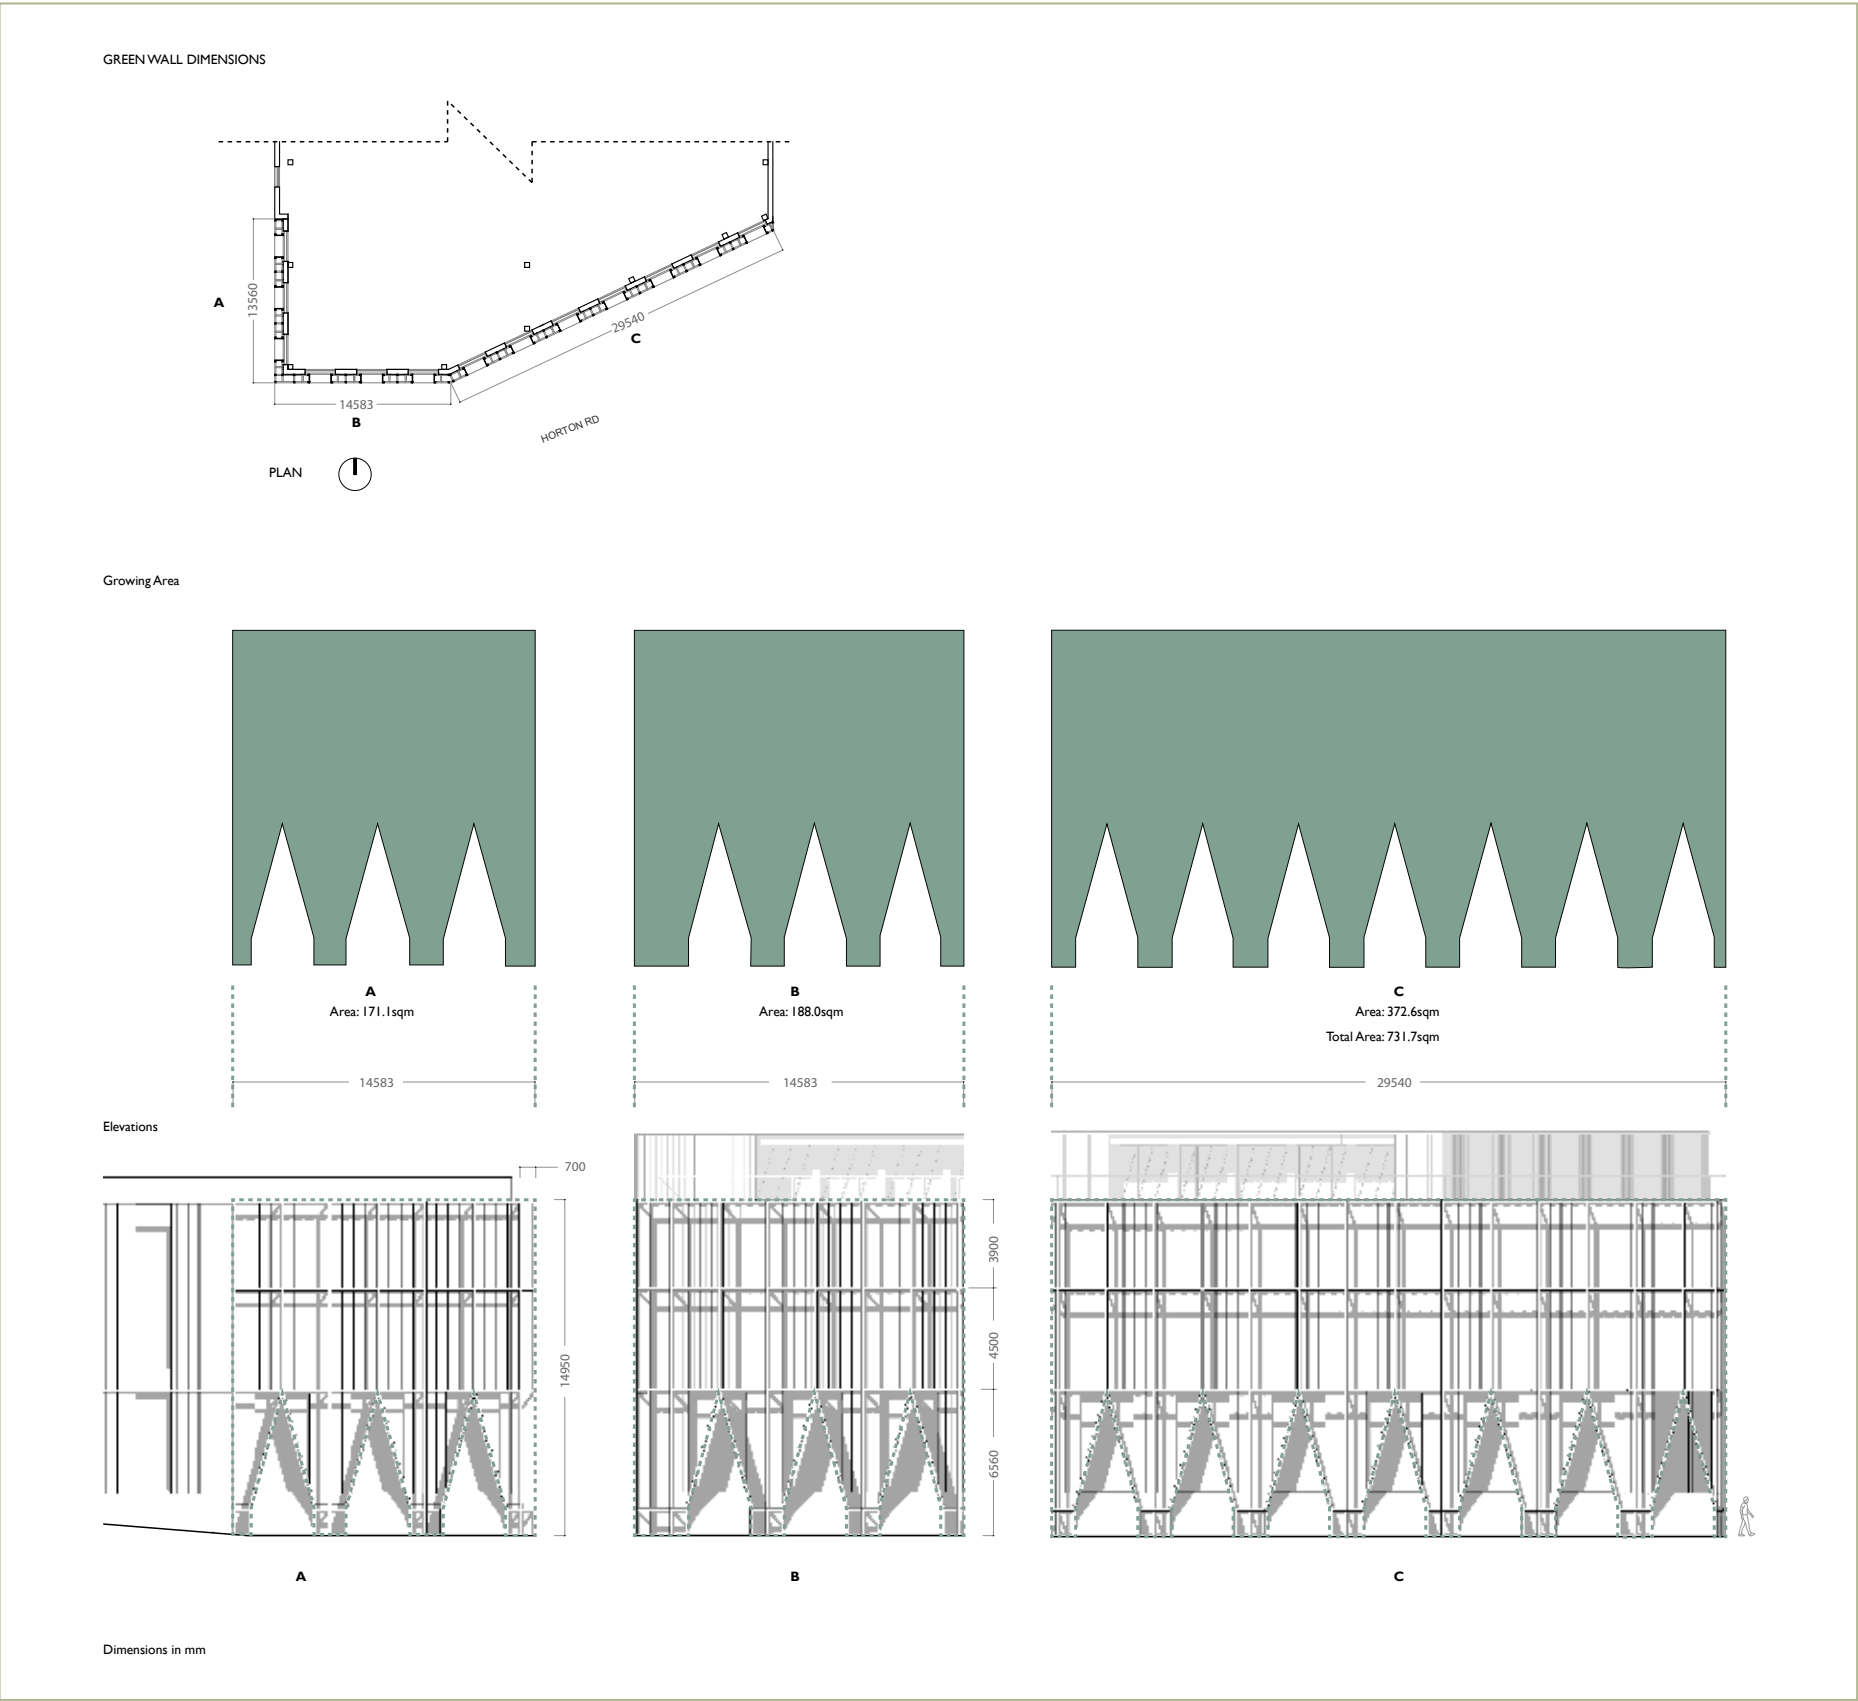 GREEN WALL DIMENSIONS
A
13560
29540
C
14583
B
HORTON RD
PLAN
Growing Area
A
B
C
Area: 171.1sqm
Area: 188.0sqm
Area: 372.6sqm
Total Area: 731.7sqm
14583
14583
29540
Elevations
700
14950
3900
4500
6560
A
B
C
Dimensions in mm